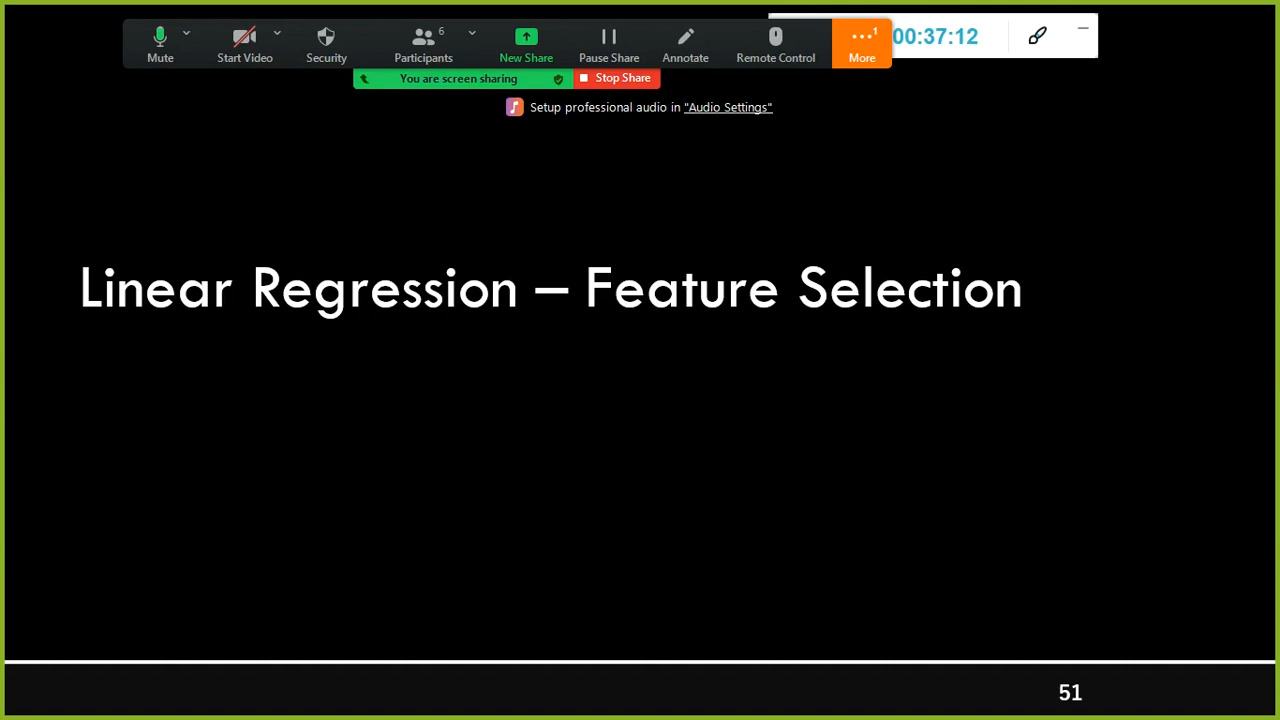 6
1
00:37:12
Mute
Start Video
Security
Participants
New Share
Pause Share
Annotate
Remote Control
More
You are screen sharing
Stop Share
Setup professional audio in "Audio Settings"
Linear Regression – Feature Selection
51